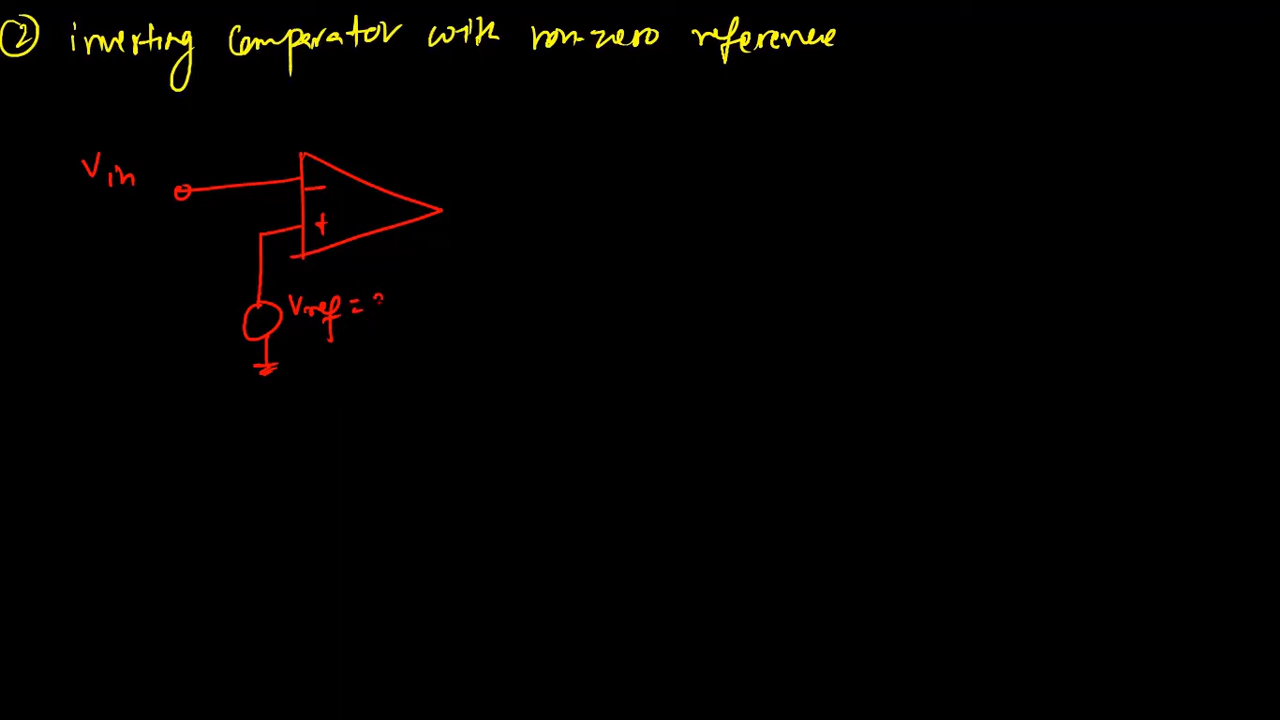 ② inverting comparator with non-zero reference
Vin
−
+
Vref =